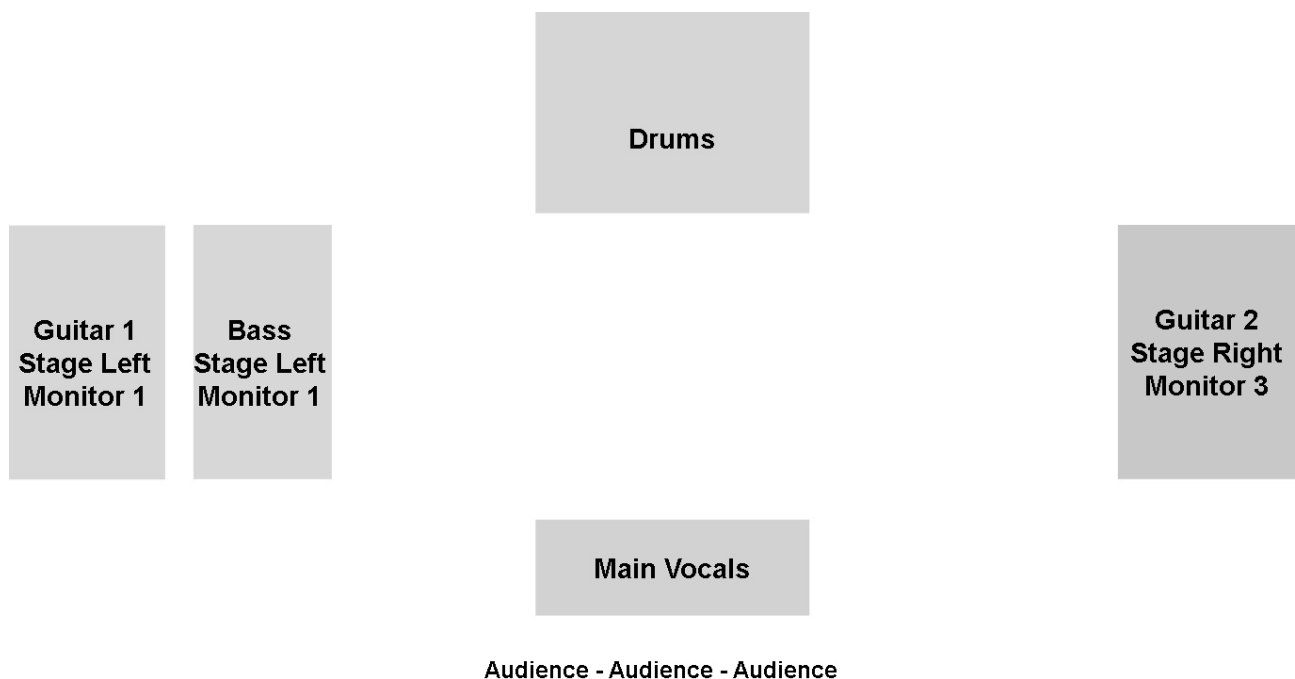 Drums
Guitar 1
Stage Left
Monitor 1
Bass
Stage Left
Monitor 1
Guitar 2
Stage Right
Monitor 3
Main Vocals
Audience - Audience - Audience